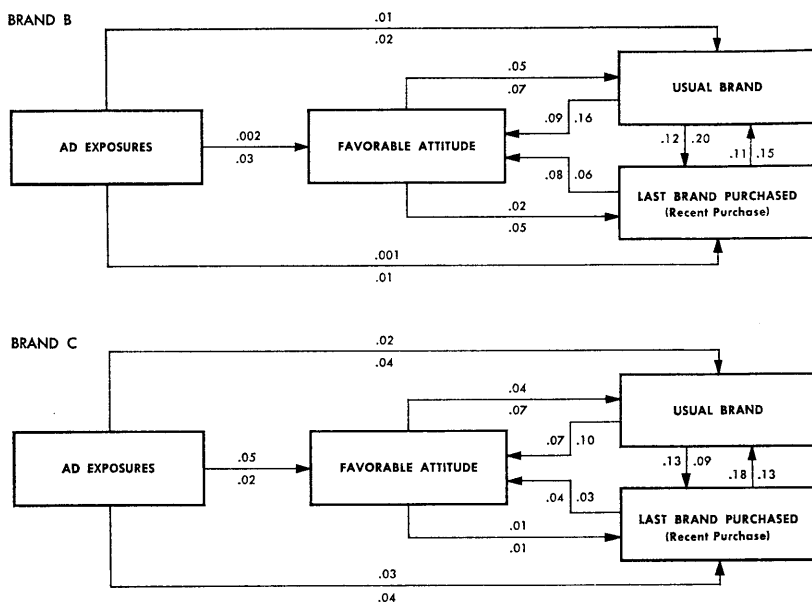 BRAND B
.01
.02
.05
.07
USUAL BRAND
.09 .16
AD EXPOSURES
.002
.03
FAVORABLE ATTITUDE
.12 .20
.11 .15
.08 .06
LAST BRAND PURCHASED
(Recent Purchase)
.02
.05
.001
.01
BRAND C
.02
.04
.04
.07
USUAL BRAND
.07 .10
AD EXPOSURES
.05
.02
FAVORABLE ATTITUDE
.13 .09
.18 .13
.04 .03
LAST BRAND PURCHASED
(Recent Purchase)
.01
.01
.03
.04